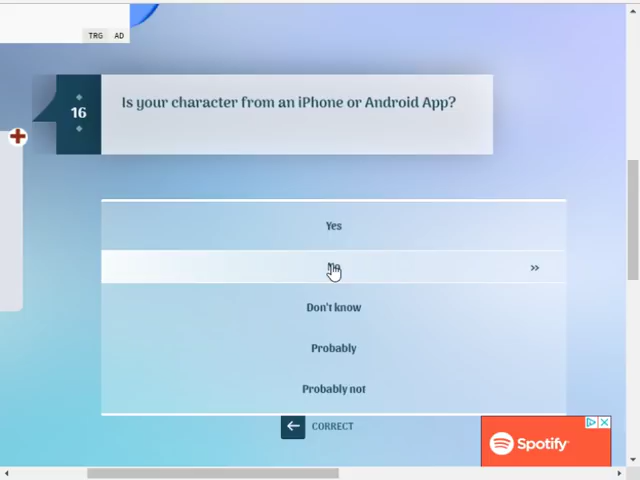 TRG AD
16
Is your character from an iPhone or Android App?
Yes
No
Don't know
Probably
Probably not
CORRECT
Spotify